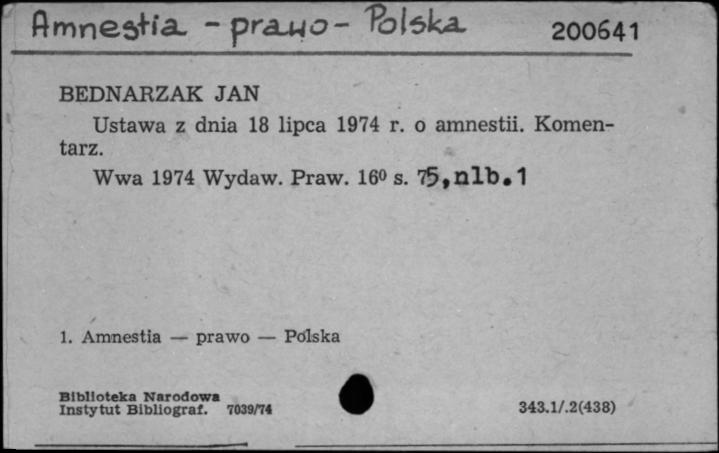 Amnestia - prawo - Polska 200641
BEDNARZAK JAN
Ustawa z dnia 18 lipca 1974 r. o amnestii. Komen-
tarz.
Wwa 1974 Wydaw. Praw. 16⁰ s. 75, nlb. 1
1. Amnestia — prawo — Polska
Biblioteka Narodowa
Instytut Bibliograf. 7039/74 343.1/.2(438)